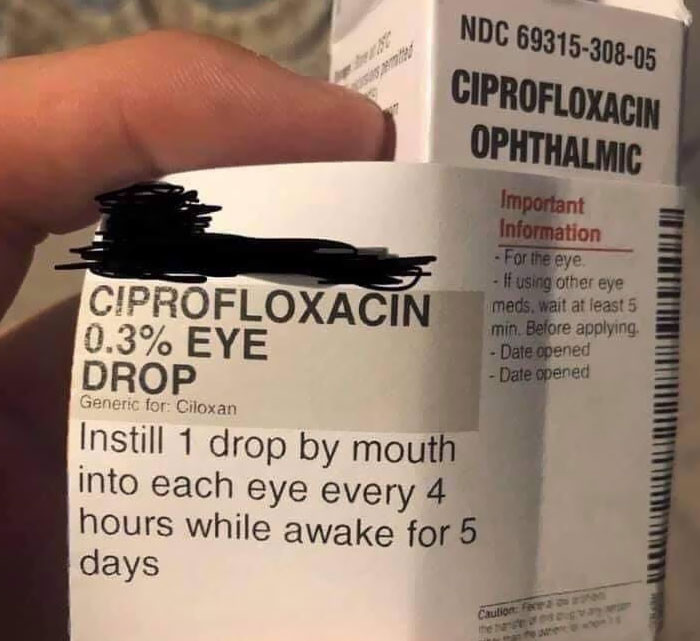 NDC 69315-308-05
CIPROFLOXACIN
OPHTHALMIC
permitted
CIPROFLOXACIN
0.3% EYE
DROP
Generic for: Ciloxan
Instill 1 drop by mouth
into each eye every 4
hours while awake for 5
days
Important
Information
- For the eye.
- If using other eye
meds, wait at least 5
min. Before applying.
- Date opened
- Date opened
Caution: